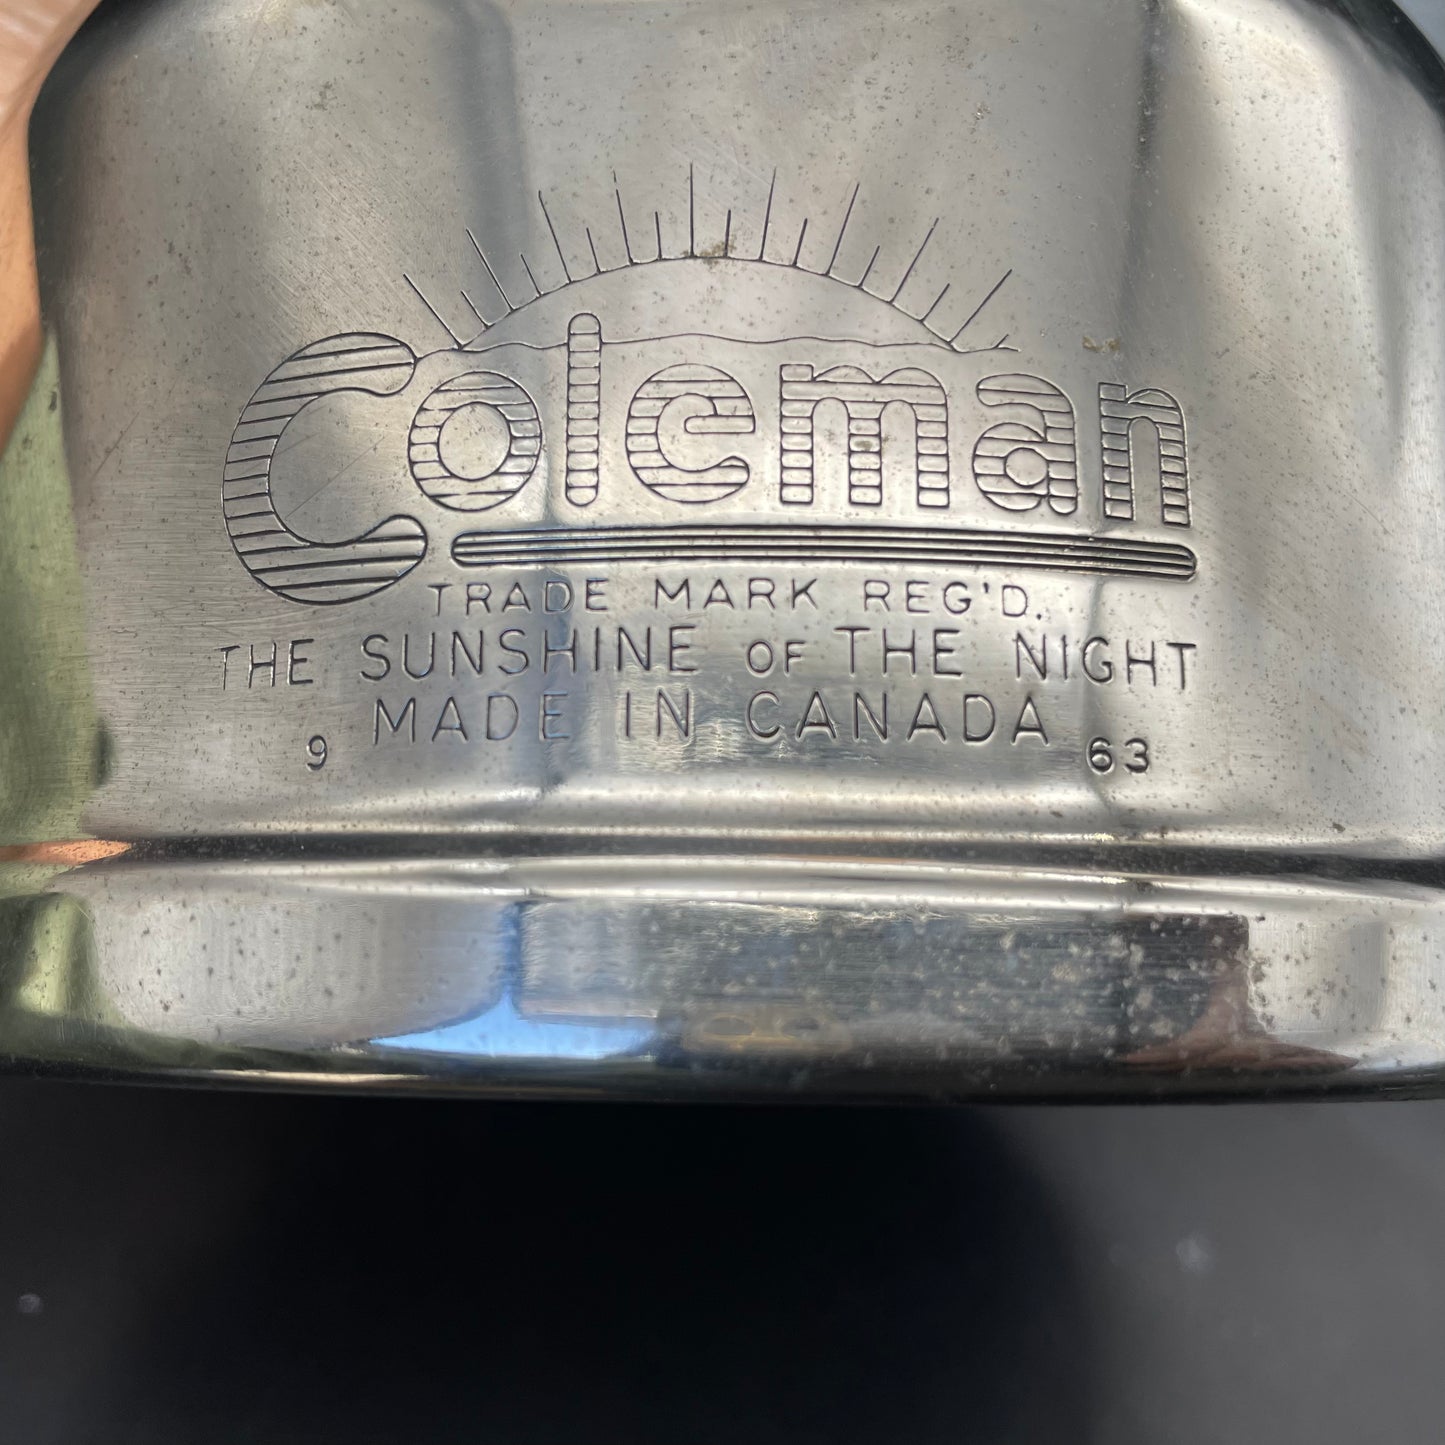 Coleman
TRADE MARK REG'D.
THE SUNSHINE OF THE NIGHT
MADE IN CANADA
9 63